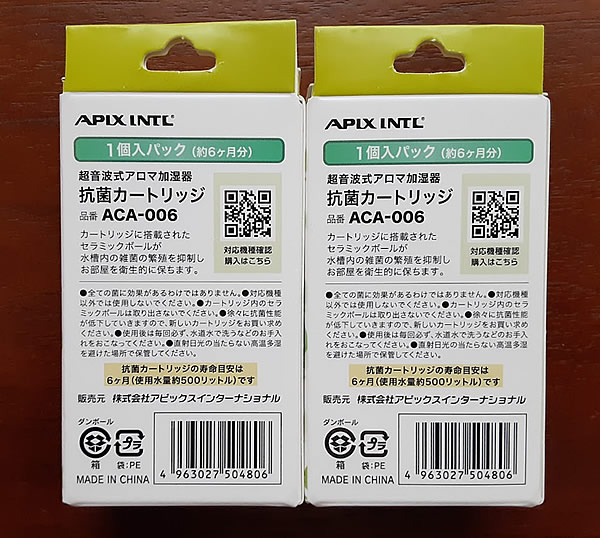 APIX INTL
1個入パック（約6ヶ月分）
超音波式アロマ加湿器
抗菌カートリッジ
品番 ACA-006
カートリッジに搭載された
セラミックボールが
水槽内の雑菌の繁殖を抑制し
お部屋を衛生的に保ちます。
対応機種確認
購入はこちら
●全ての菌に効果があるわけではありません。●対応機種
以外では使用しないでください。●カートリッジ内のセラ
ミックボールは取り出さないでください。●徐々に抗菌性能
が低下していきますので、新しいカートリッジをお買い求め
ください。●使用後は毎回必ず、水道水で洗うなどのお手入
れをおこなってください。●直射日光の当たらない高温多湿
を避けた場所で保管してください。
抗菌カートリッジの寿命目安は
6ヶ月（使用水量約500リットル）です
販売元 株式会社アピックスインターナショナル
ダンボール
箱
プラ
袋:PE
MADE IN CHINA
4 963027 504806
APIX INTL
1個入パック（約6ヶ月分）
超音波式アロマ加湿器
抗菌カートリッジ
品番 ACA-006
カートリッジに搭載された
セラミックボールが
水槽内の雑菌の繁殖を抑制し
お部屋を衛生的に保ちます。
対応機種確認
購入はこちら
●全ての菌に効果があるわけではありません。●対応機種
以外では使用しないでください。●カートリッジ内のセラ
ミックボールは取り出さないでください。●徐々に抗菌性能
が低下していきますので、新しいカートリッジをお買い求め
ください。●使用後は毎回必ず、水道水で洗うなどのお手入
れをおこなってください。●直射日光の当たらない高温多湿
を避けた場所で保管してください。
抗菌カートリッジの寿命目安は
6ヶ月（使用水量約500リットル）です
販売元 株式会社アピックスインターナショナル
ダンボール
箱
プラ
袋:PE
MADE IN CHINA
4 963027 504806